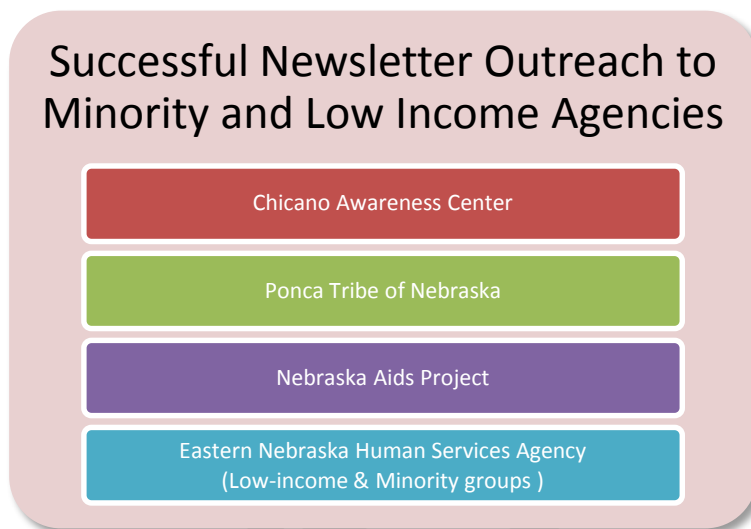 Successful Newsletter Outreach to
Minority and Low Income Agencies
Chicano Awareness Center
Ponca Tribe of Nebraska
Nebraska Aids Project
Eastern Nebraska Human Services Agency
(Low-income & Minority groups )